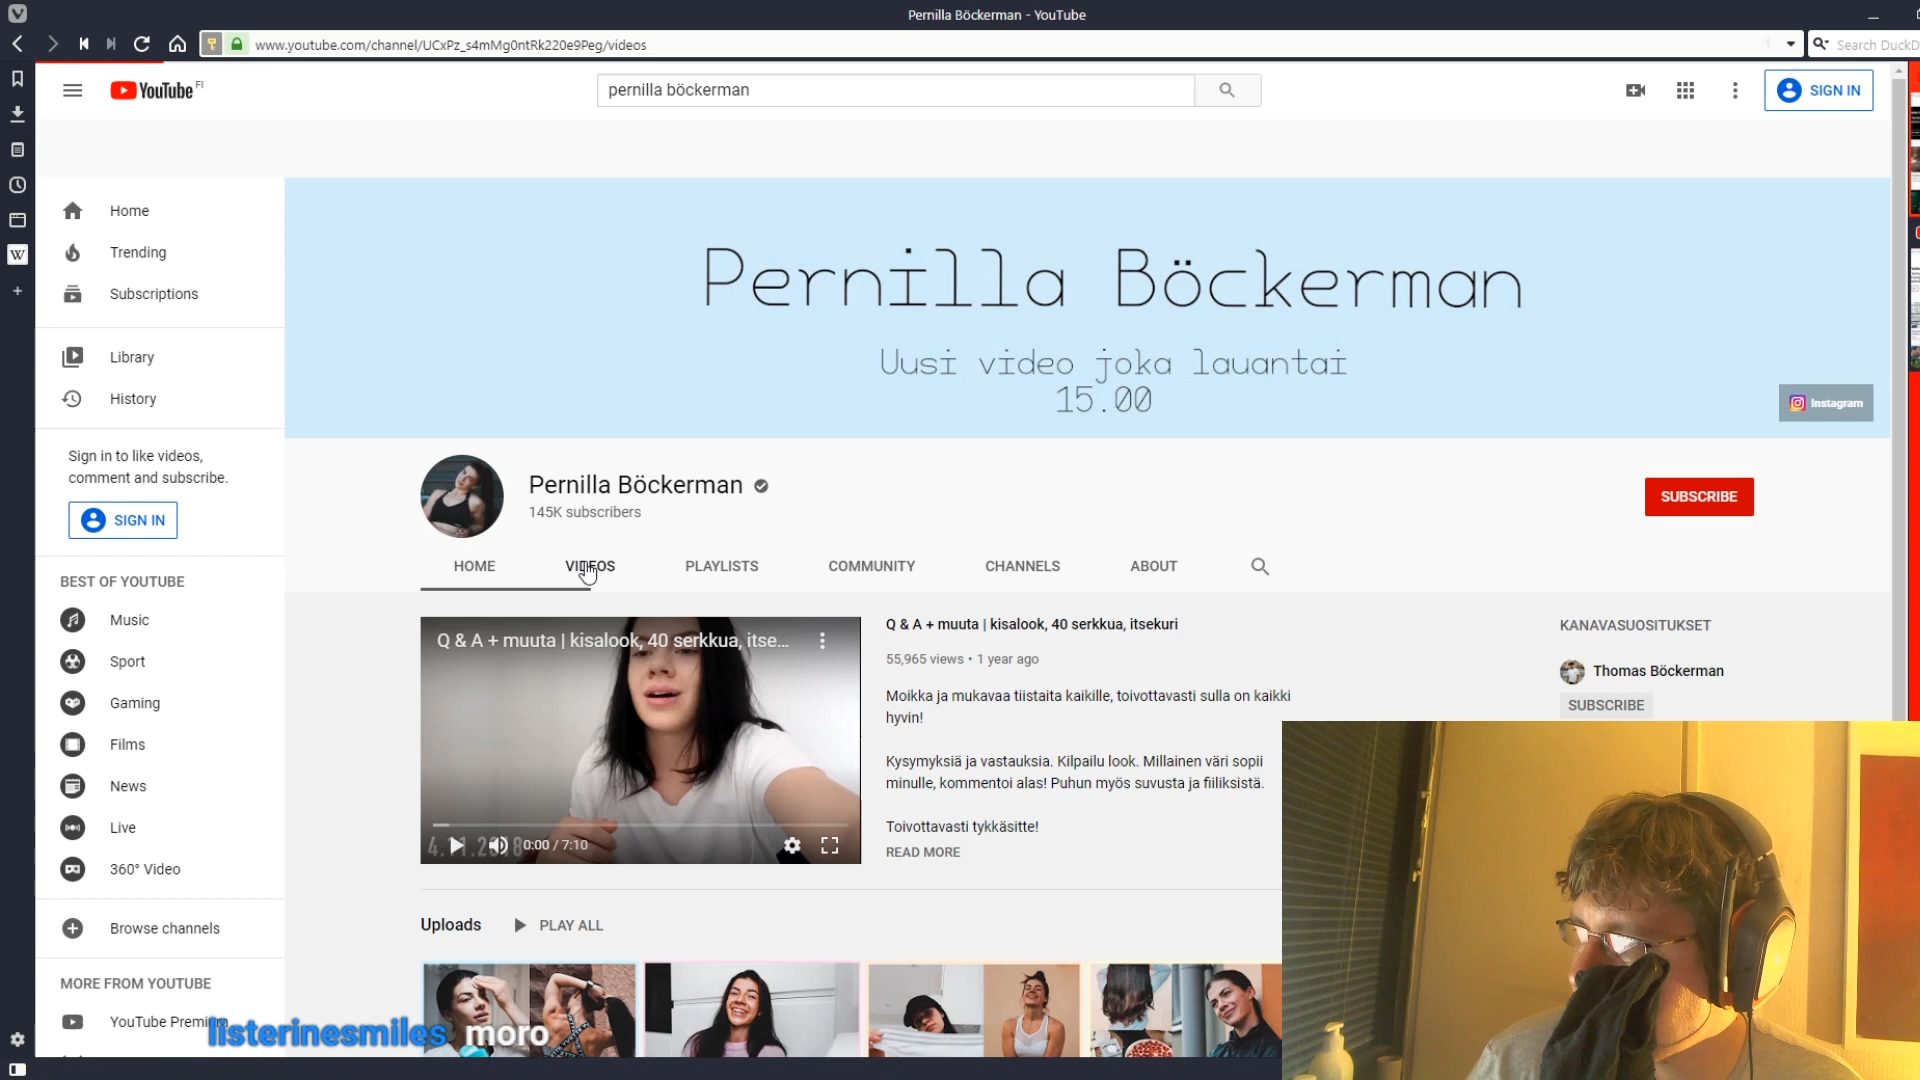 Pernilla Böckerman - YouTube
www.youtube.com/channel/UCxPz_s4mMg0ntRk220e9Peg/videos
Search DuckD
YouTube FI
pernilla böckerman
SIGN IN
Home
Trending
Subscriptions
Library
History
Sign in to like videos,
comment and subscribe.
SIGN IN
BEST OF YOUTUBE
Music
Sport
Gaming
Films
News
Live
360° Video
Browse channels
MORE FROM YOUTUBE
YouTube Premium
Pernilla Böckerman
Uusi video joka lauantai
15.00
Instagram
Pernilla Böckerman
145K subscribers
SUBSCRIBE
HOME
VIDEOS
PLAYLISTS
COMMUNITY
CHANNELS
ABOUT
Q & A + muuta | kisalook, 40 serkkua, itse...
4.11.2018
0:00 / 7:10
Q & A + muuta | kisalook, 40 serkkua, itsekuri
55,965 views • 1 year ago
Moikka ja mukavaa tiistaita kaikille, toivottavasti sulla on kaikki
hyvin!
Kysymyksiä ja vastauksia. Kilpailu look. Millainen väri sopii
minulle, kommentoi alas! Puhun myös suvusta ja fiiliksistä.
Toivottavasti tykkäsitte!
READ MORE
KANAVASUOSITUKSET
Thomas Böckerman
SUBSCRIBE
Uploads
PLAY ALL
listerinesmiles moro